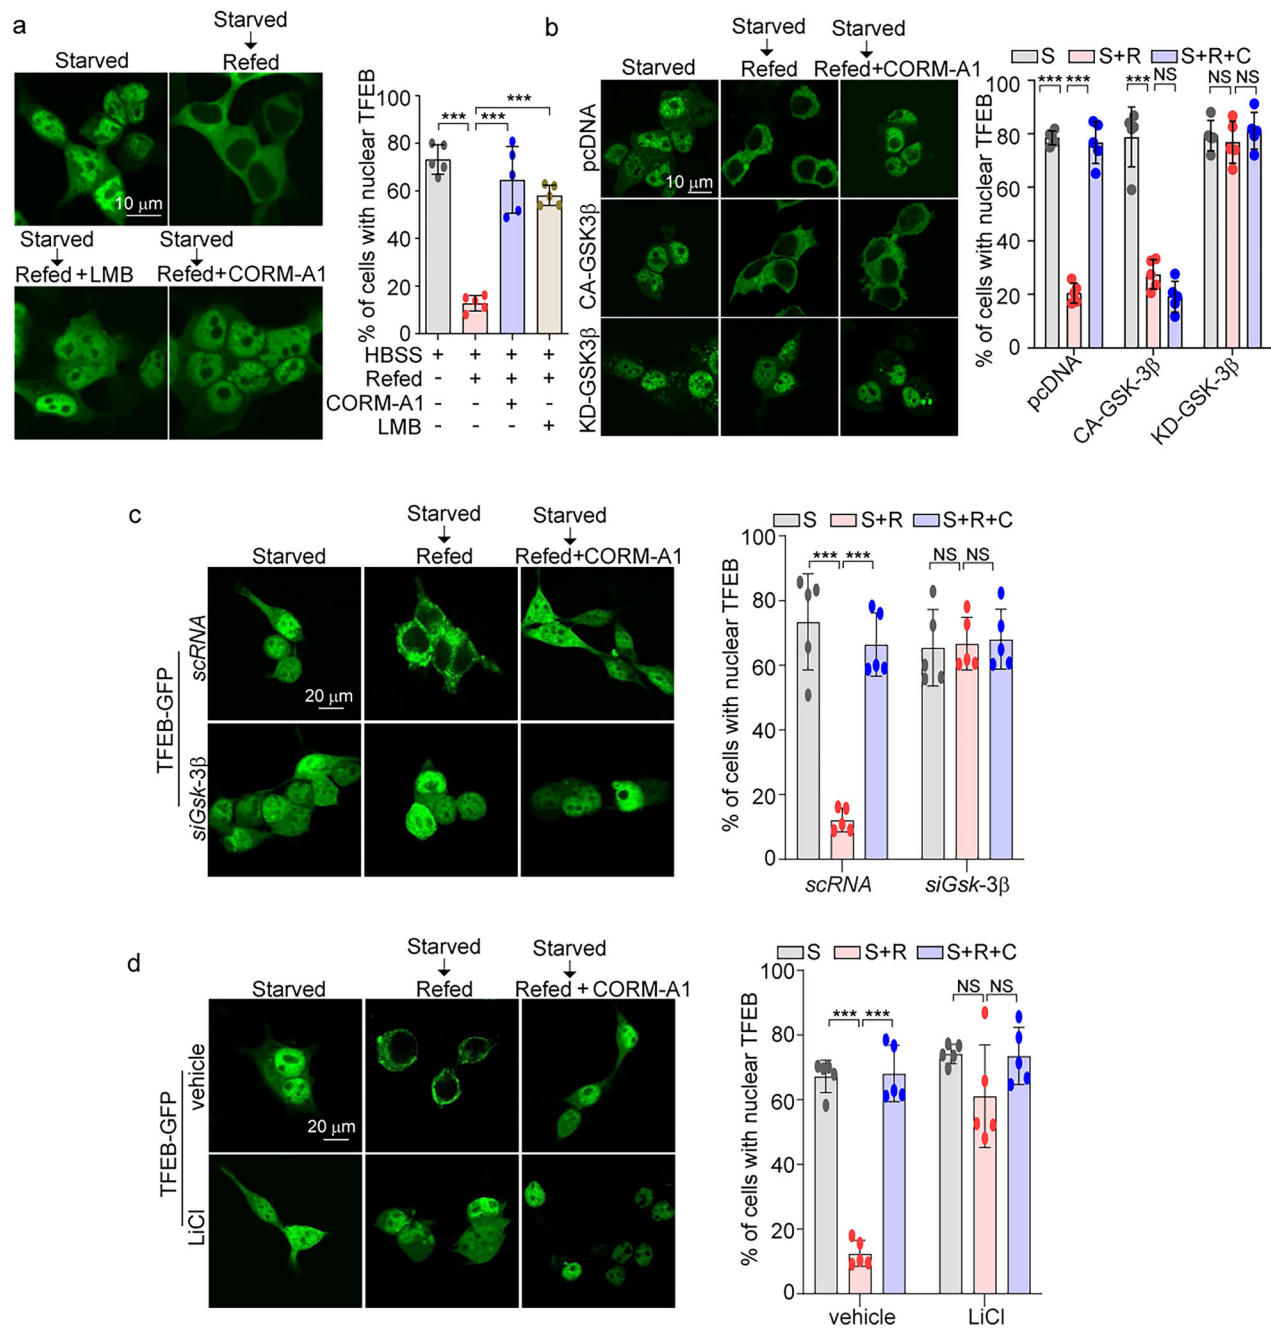 a
Starved
Starved
Refed
10 μm
Starved
Refed +LMB
Starved
Refed+CORM-A1
% of cells with nuclear TFEB
100
80
60
40
20
0
***
***
***
HBSS + + + +
Refed - + + +
CORM-A1 - - + -
LMB - - - +
b
Starved
Starved
Refed
Starved
Refed+CORM-A1
pcDNA
10 μm
CA-GSK3β
KD-GSK3β
S S+R S+R+C
*** *** *** NS NS NS
% of cells with nuclear TFEB
100
80
60
40
20
0
pcDNA
CA-GSK-3β
KD-GSK-3β
c
Starved
Starved
Refed
Starved
Refed+CORM-A1
TFEB-GFP
scRNA
20 μm
siGsk-3β
S S+R S+R+C
*** *** NS NS
% of cells with nuclear TFEB
100
80
60
40
20
0
scRNA siGsk-3β
d
Starved
Starved
Refed
Starved
Refed + CORM-A1
TFEB-GFP
vehicle
20 μm
LiCl
S S+R S+R+C
*** *** NS NS
% of cells with nuclear TFEB
100
80
60
40
20
0
vehicle LiCl